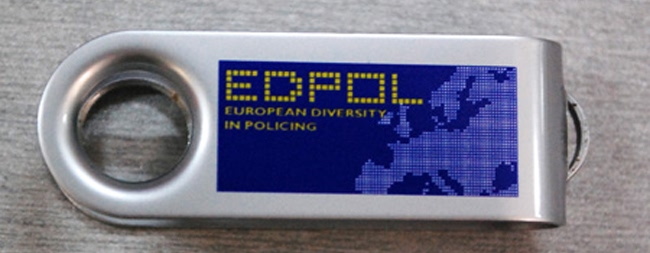 EDPOL
EUROPEAN DIVERSITY
IN POLICING